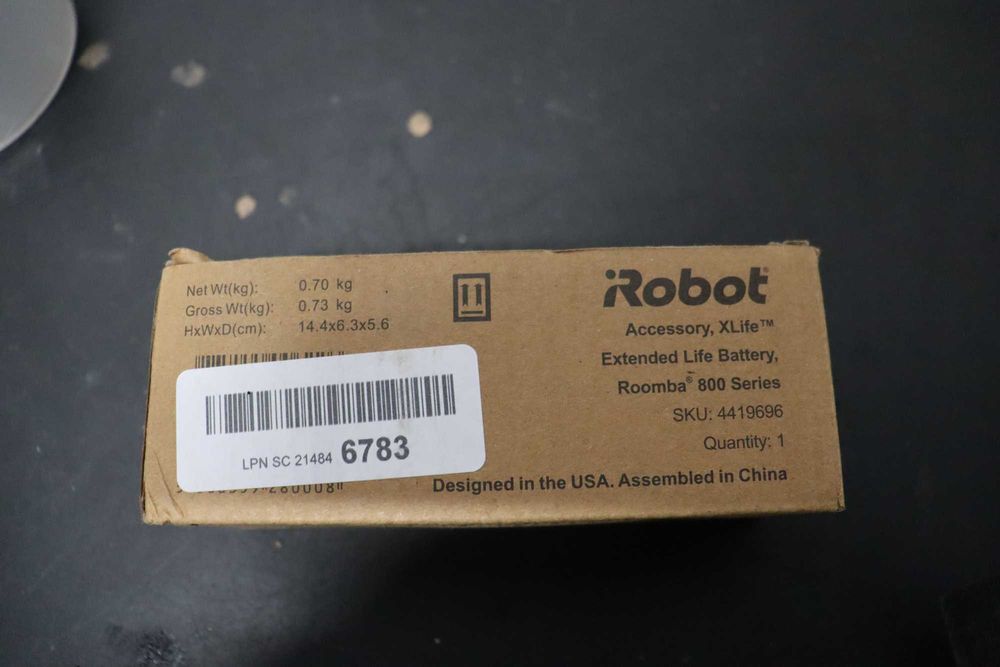 Net Wt(kg): 0.70 kg
Gross Wt(kg): 0.73 kg
HxWxD(cm): 14.4x6.3x5.6
LPN SC 21484 6783
iRobot®
Accessory, XLife™
Extended Life Battery,
Roomba® 800 Series
SKU: 4419696
Quantity: 1
Designed in the USA. Assembled in China